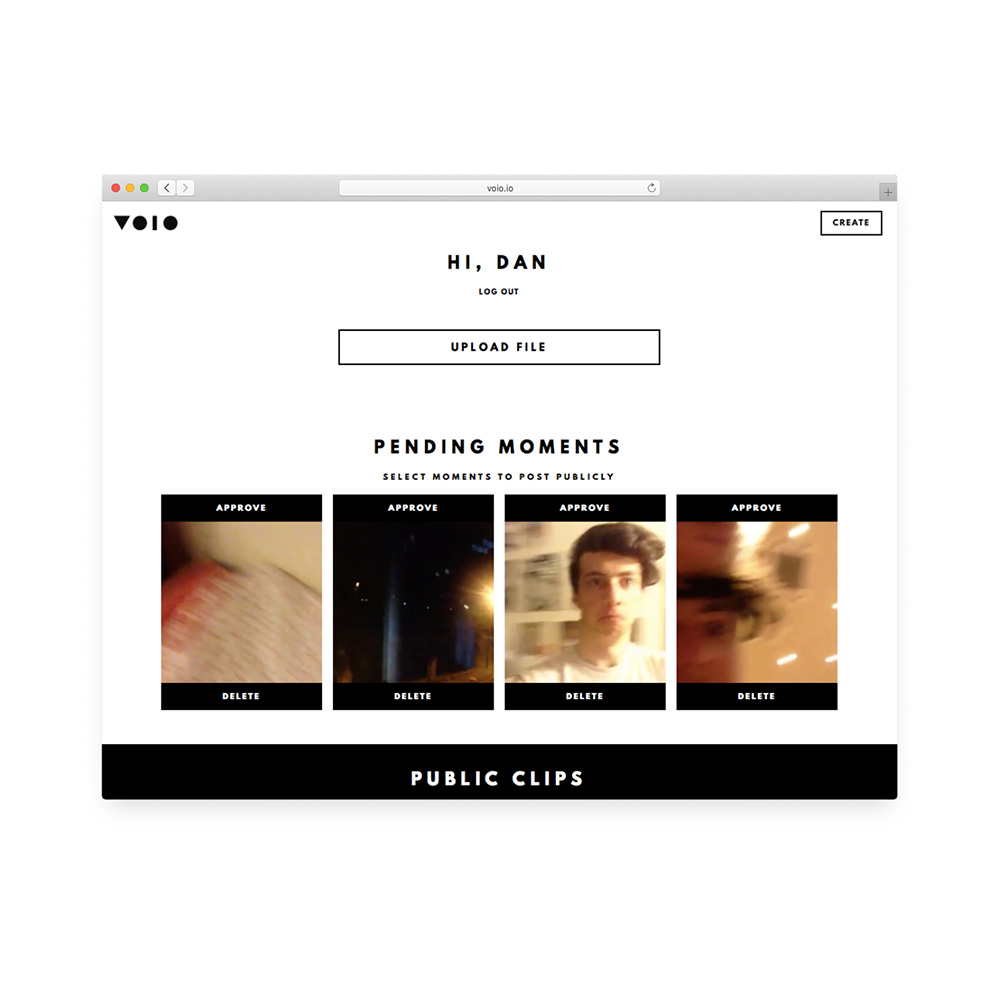 voio.io
VOIO
CREATE
HI, DAN
LOG OUT
UPLOAD FILE
PENDING MOMENTS
SELECT MOMENTS TO POST PUBLICLY
APPROVE APPROVE APPROVE APPROVE
DELETE DELETE DELETE DELETE
PUBLIC CLIPS